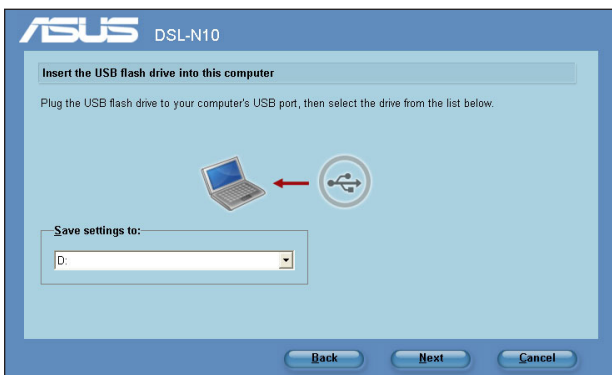 ASUS DSL-N10
Insert the USB flash drive into this computer
Plug the USB flash drive to your computer's USB port, then select the drive from the list below.
Save settings to:
D:
Back Next Cancel